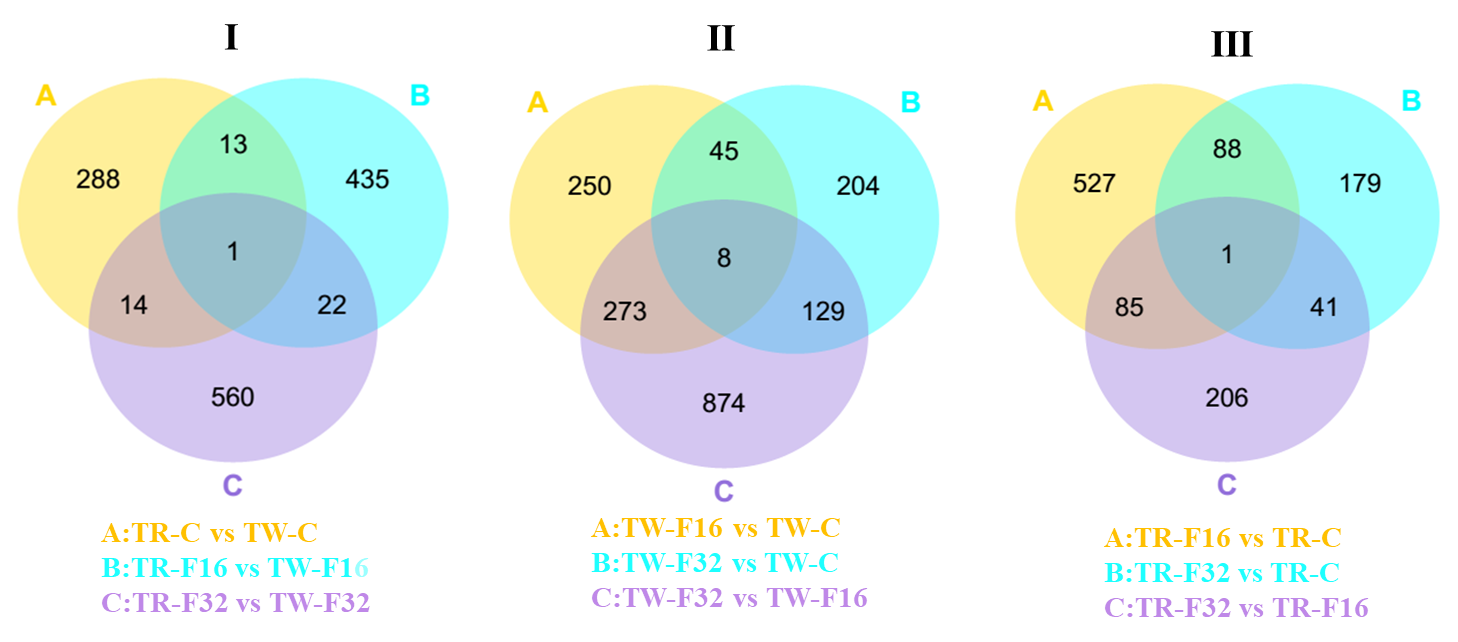 I
A
B
13
288
435
1
14
22
560
C
A:TR-C vs TW-C
B:TR-F16 vs TW-F16
C:TR-F32 vs TW-F32
II
A
B
45
250
204
8
273
129
874
C
A:TW-F16 vs TW-C
B:TW-F32 vs TW-C
C:TW-F32 vs TW-F16
III
A
B
88
527
179
1
85
41
206
C
A:TR-F16 vs TR-C
B:TR-F32 vs TR-C
C:TR-F32 vs TR-F16